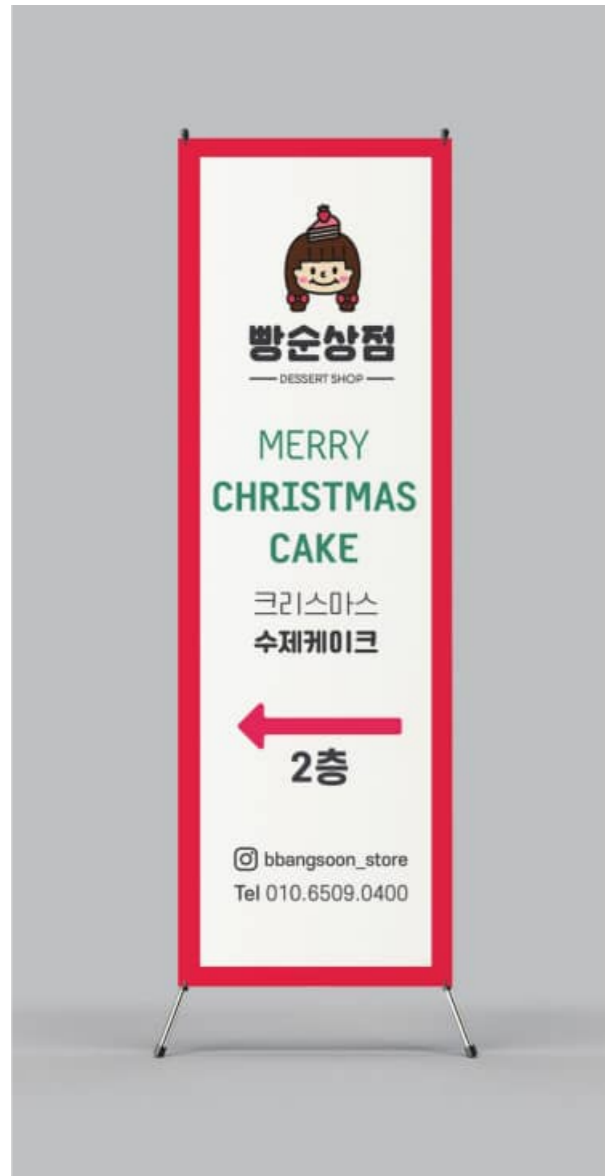 빵순상점
DESSERT SHOP
MERRY
CHRISTMAS
CAKE
크리스마스
수제케이크
2층
bbangsoon_store
Tel 010.6509.0400